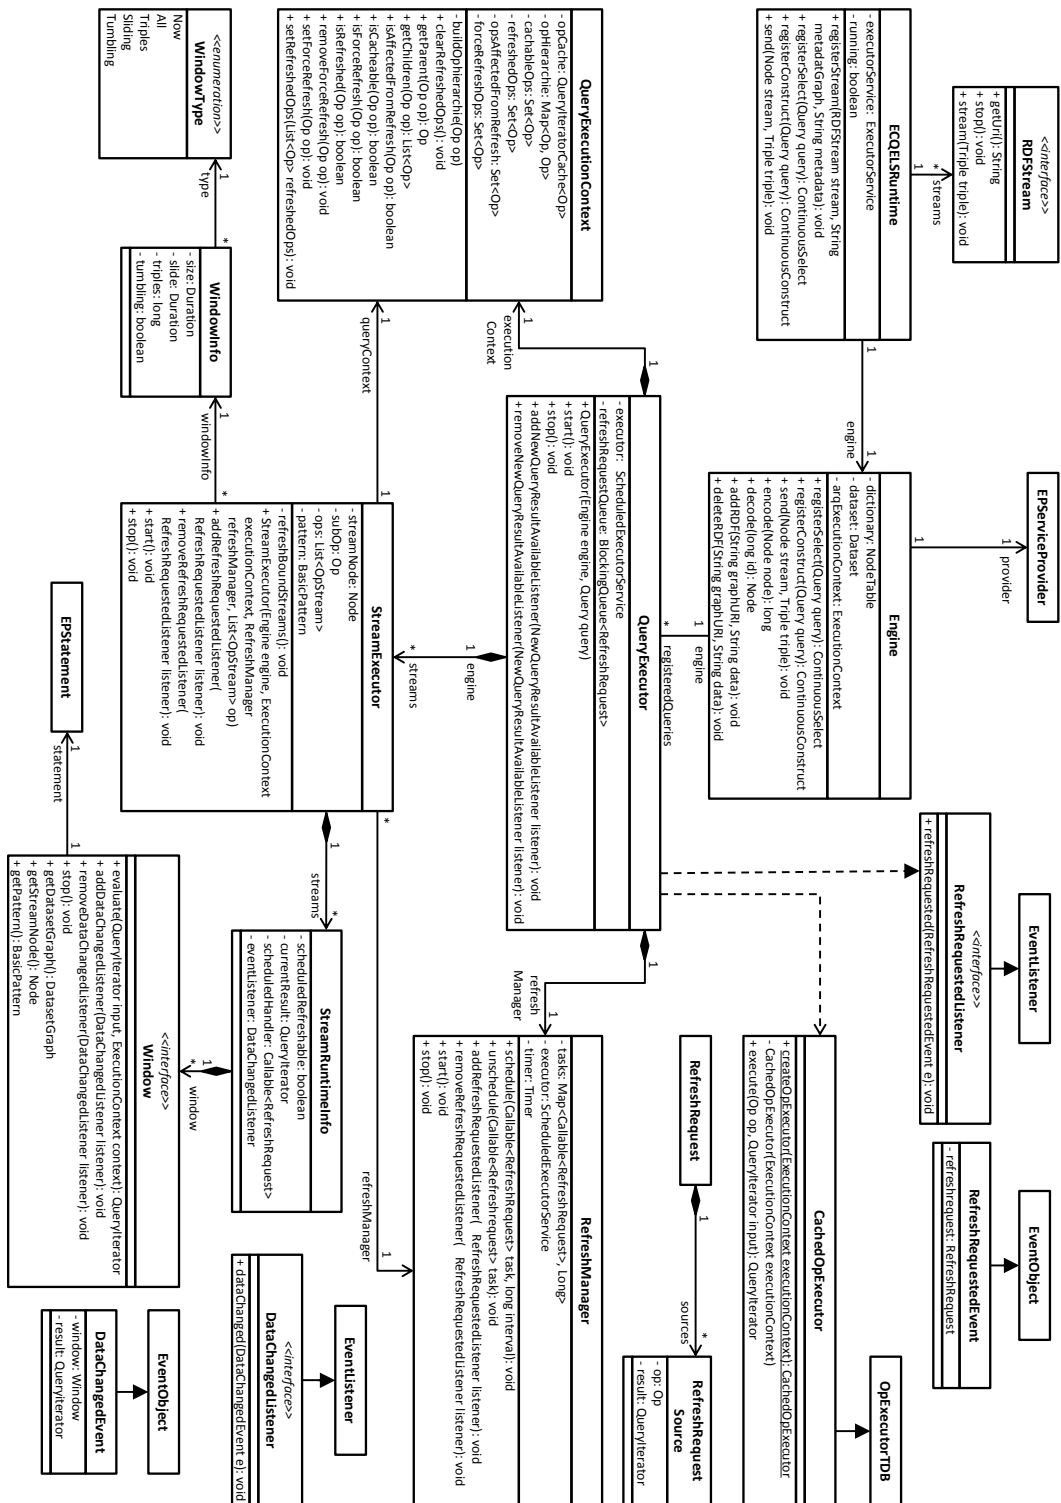 <<interface>>
RDFStream
+ getUri(): String
+ stop(): void
+ stream(Triple triple): void
* streams
1
ECQELSRuntime
- executorService: ExecutorService
- running: boolean
+ registerStream(RDFStream stream, String
metadatGraph, String metadata): void
+ registerSelect(Query query): ContinuousSelect
+ registerConstruct(Query query): ContinuousConstruct
+ send(Node stream, Triple triple): void
1
engine
1
EPServiceProvider
1 provider
1
Engine
- dictionary: NodeTable
- dataset: Dataset
- arqExecutionContext: ExecutionContext
+ registerSelect(Query query): ContinuousSelect
+ registerConstruct(Query query): ContinuousConstruct
+ send(Node stream, Triple triple): void
+ encode(Node node): long
+ decode(long id): Node
+ addRDF(String graphURI, String data): void
+ deleteRDF(String graphURI, String data): void
1
engine
*
registeredQueries
EventListener
<<interface>>
RefreshRequestedListener
+ refreshRequested(RefreshRequestedEvent e): void
EventObject
RefreshRequestedEvent
- refreshrequest: RefreshRequest
OpExecutorTDB
CachedOpExecutor
+ createOpExecutor(ExecutionContext executionContext): CachedOpExecutor
- CachedOpExecutor(ExecutionContext executionContext)
+ execute(Op op, QueryIterator input): QueryIterator
RefreshRequest
1
*
sources
RefreshRequest
Source
- op: Op
- result: QueryIterator
QueryExecutionContext
- opCache: QueryIteratorCache<Op>
- opHierarchie: Map<Op, Op>
- cachableOps: Set<Op>
- refreshedOps: Set<Op>
- opsAffectedFromRefresh: Set<Op>
- forceRefreshOps: Set<Op>
- buildOphierarchie(Op op)
+ clearRefreshedOps(): void
+ getParent(Op op): Op
+ getChildren(Op op): List<Op>
+ isAffectedFromRefresh(Op op): boolean
+ isCacheable(Op op): boolean
+ isForceRefresh(Op op): boolean
+ isRefreshed(Op op): boolean
+ removeForceRefresh(Op op): void
+ setForceRefresh(Op op): void
+ setRefreshedOps(List<Op> refreshedOps): void
1
execution
Context
1
QueryExecutor
- executor: ScheduledExecutorService
- refreshRequestQueue: BlockingQueue<RefreshRequest>
+ QueryExecutor(Engine engine, Query query)
+ start(): void
+ stop(): void
+ addNewQueryResultAvailableListener(NewQueryResultAvailableListener listener): void
+ removeNewQueryResultAvailableListener(NewQueryResultAvailableListener listener): void
1
refresh
Manager
1
RefreshManager
- tasks: Map<Callable<RefreshRequest>, Long>
- executor: ScheduledExecutorService
- timer: Timer
+ schedule(Callable<RefreshRequest> task, long interval): void
+ unschedule(Callable<Refreshrequest> task): void
+ addRefreshRequestedListener( RefreshRequestedListener listener): void
+ removeRefreshRequestedListener( RefreshRequestedListener listener): void
+ start(): void
+ stop(): void
1
queryContext
1
1 engine
* streams
StreamExecutor
- streamNode: Node
- subOp: Op
- ops: List<OpStream>
- pattern: BasicPattern
- refreshBoundStreams(): void
+ StreamExecutor(Engine engine, ExecutionContext
executionContext, RefreshManager
refreshManager, List<OpStream> op)
+ addRefreshRequestedListener(
RefreshRequestedListener listener): void
+ removeRefreshRequestedListener(
RefreshRequestedListener listener): void
+ start(): void
+ stop(): void
*
refreshManager
1
<<enumeration>>
WindowType
Now
All
Triples
Sliding
Tumbling
1
type
*
WindowInfo
- size: Duration
- slide: Duration
- triples: long
- tumbling: boolean
1
windowInfo
*
1
streams
*
StreamRuntimeInfo
- scheduledRefreshable: boolean
- currentResult: QueryIterator
- scheduledHandler: Callable<RefreshRequest>
- eventListener: DataChangedListener
1
* window
EPStatement
1
statement
1
<<interface>>
Window
+ evaluate(QueryIterator input, ExecutionContext context): QueryIterator
+ addDataChangedListener(DataChangedListener listener): void
+ removeDataChangedListener(DataChangedListener listener): void
+ stop(): void
+ getDatasetGraph(): DatasetGraph
+ getStreamNode(): Node
+ getPattern(): BasicPattern
EventListener
<<interface>>
DataChangedListener
+ dataChanged(DataChangedEvent e): void
EventObject
DataChangedEvent
- window: Window
- result: QueryIterator